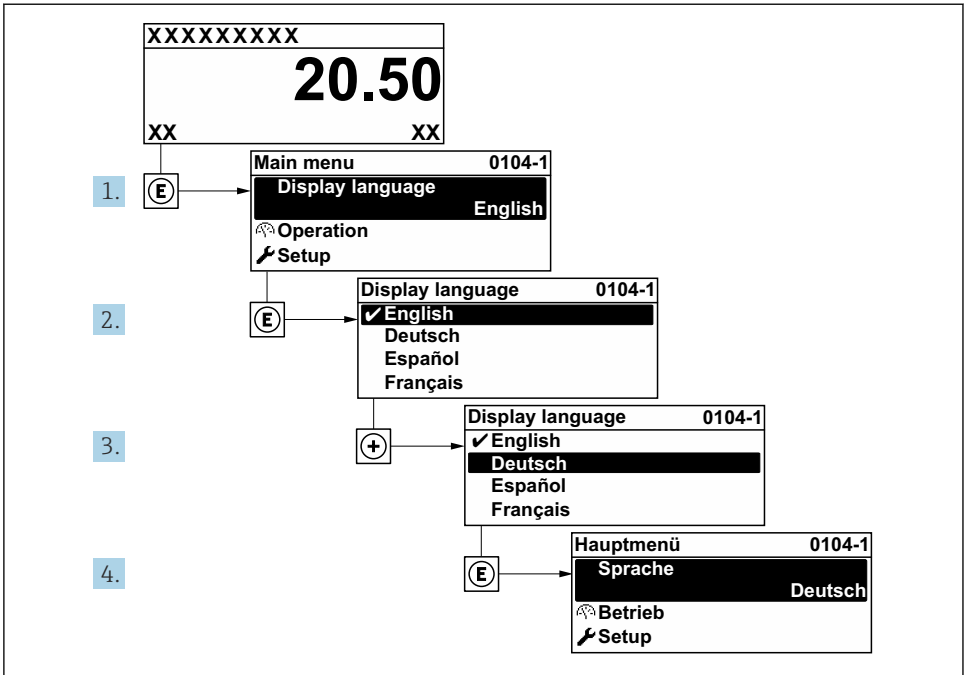 XXXXXXXXX
20.50
XX XX
1. E
Main menu 0104-1
Display language
English
Operation
Setup
2. E
Display language 0104-1
✔English
Deutsch
Español
Français
3. +
Display language 0104-1
✔English
Deutsch
Español
Français
4. E
Hauptmenü 0104-1
Sprache
Deutsch
Betrieb
Setup